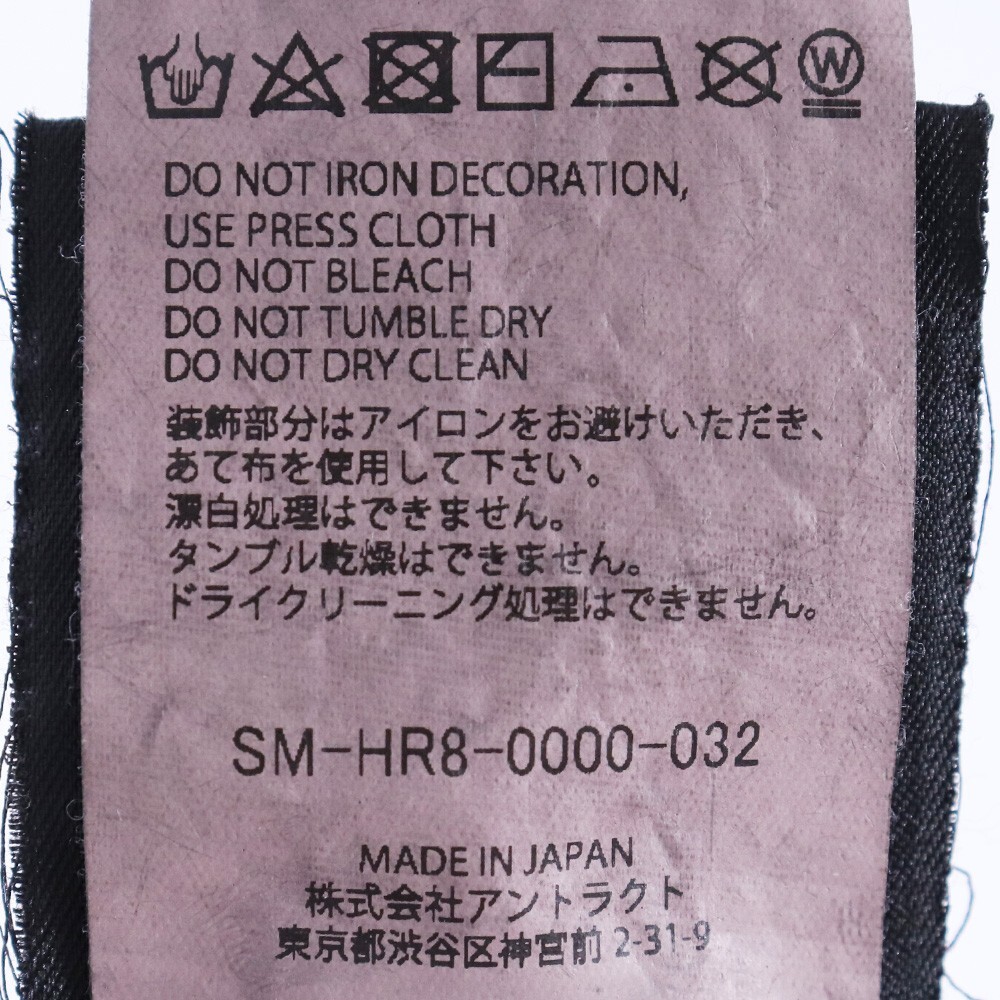 W
DO NOT IRON DECORATION,
USE PRESS CLOTH
DO NOT BLEACH
DO NOT TUMBLE DRY
DO NOT DRY CLEAN
装飾部分はアイロンをお避けいただき、
あて布を使用して下さい。
漂白処理はできません。
タンブル乾燥はできません。
ドライクリーニング処理はできません。
SM-HR8-0000-032
MADE IN JAPAN
株式会社アントラクト
東京都渋谷区神宮前 2-31-9